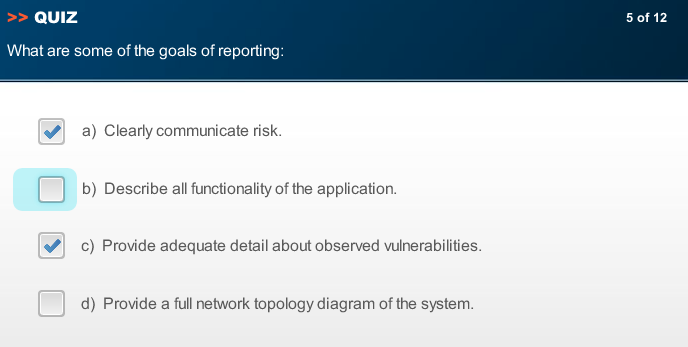 >> QUIZ
5 of 12
What are some of the goals of reporting:
a) Clearly communicate risk.
b) Describe all functionality of the application.
c) Provide adequate detail about observed vulnerabilities.
d) Provide a full network topology diagram of the system.